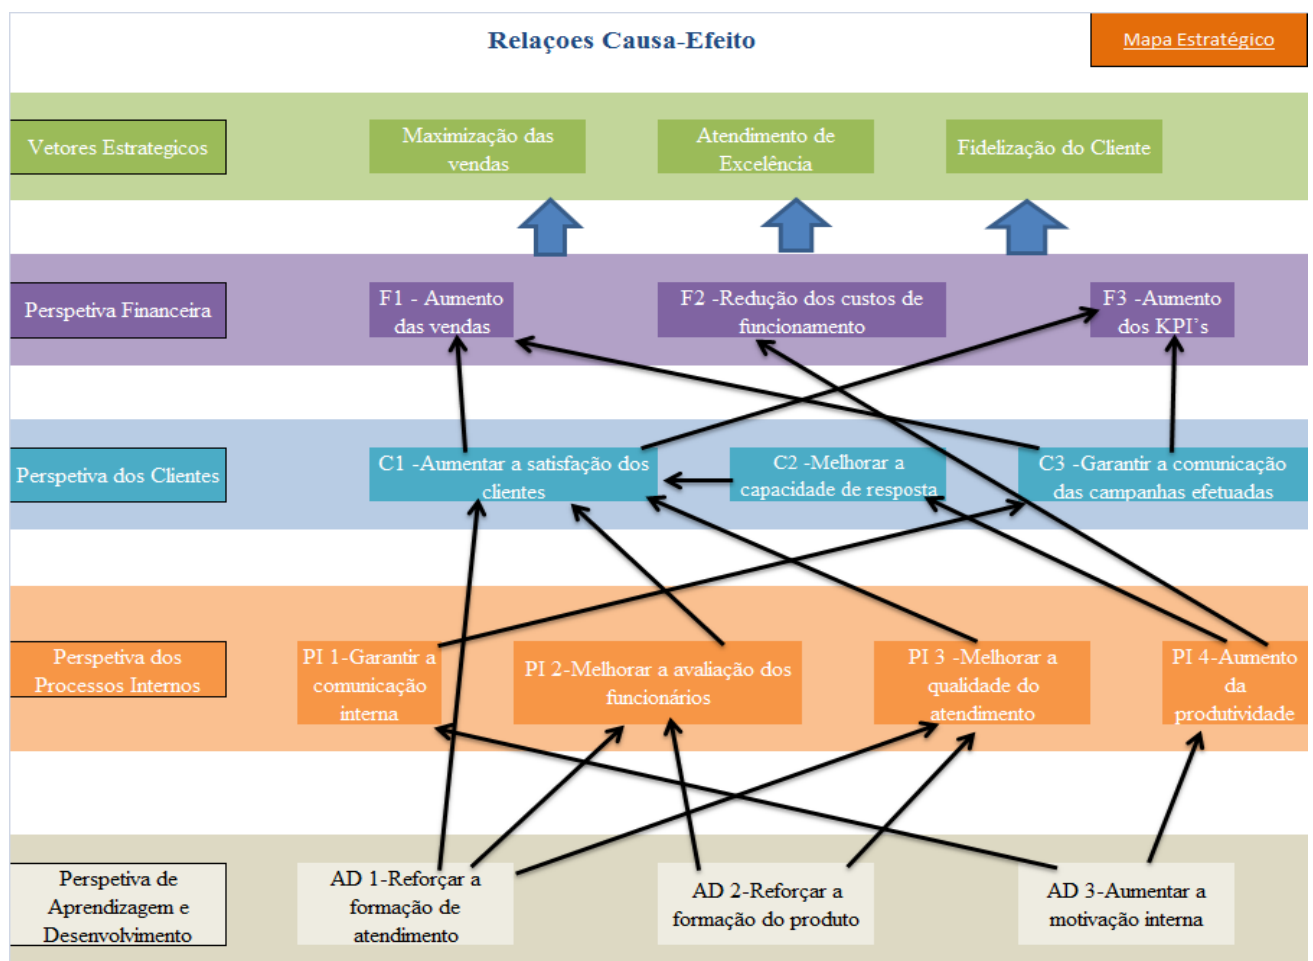 Relaçoes Causa-Efeito
Mapa Estratégico
Vetores Estrategicos
Maximização das
vendas
Atendimento de
Excelência
Fidelização do Cliente
Perspetiva Financeira
F1 - Aumento
das vendas
F2 -Redução dos custos de
funcionamento
F3 -Aumento
dos KPI’s
Perspetiva dos Clientes
C1 -Aumentar a satisfação dos
clientes
C2 -Melhorar a
capacidade de resposta
C3 -Garantir a comunicação
das campanhas efetuadas
Perspetiva dos
Processos Internos
PI 1-Garantir a
comunicação
interna
PI 2-Melhorar a avaliação dos
funcionários
PI 3 -Melhorar a
qualidade do
atendimento
PI 4-Aumento
da
produtividade
Perspetiva de
Aprendizagem e
Desenvolvimento
AD 1-Reforçar a
formação de
atendimento
AD 2-Reforçar a
formação do produto
AD 3-Aumentar a
motivação interna